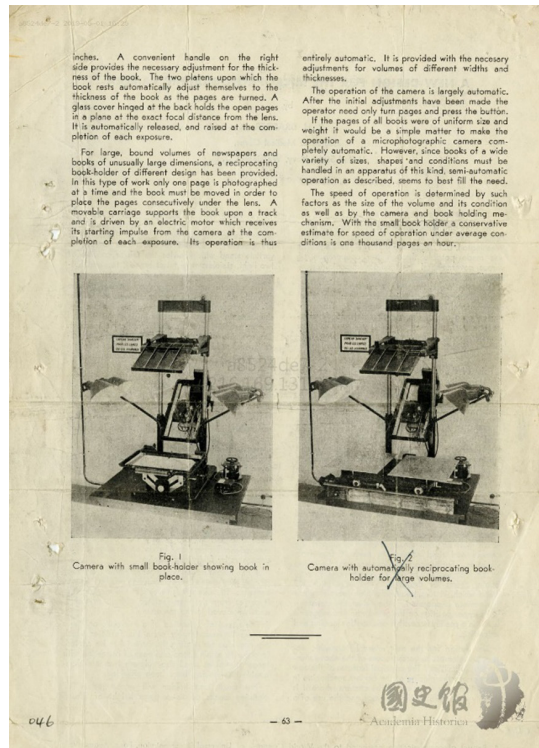 inches. A convenient handle on the right
side provides the necessary adjustment for the thick-
ness of the book. The two platens upon which the
book rests automatically adjust themselves to the
thickness of the book as the pages are turned. A
glass cover hinged at the back holds the open pages
in a plane at the exact focal distance from the lens.
It is automatically released, and raised at the com-
pletion of each exposure.
For large, bound volumes of newspapers and
books of unusually large dimensions, a reciprocating
book-holder of different design has been provided.
In this type of work only one page is photographed
at a time and the book must be moved in order to
place the pages consecutively under the lens. A
movable carriage supports the book upon a track
and is driven by an electric motor which receives
its starting impulse from the camera at the com-
pletion of each exposure. Its operation is thus
entirely automatic. It is provided with the necesary
adjustments for volumes of different widths and
thicknesses.
The operation of the camera is largely automatic.
After the initial adjustments have been made the
operator need only turn pages and press the button.
If the pages of all books were of uniform size and
weight it would be a simple matter to make the
operation of a microphotographic camera com-
pletely automatic. However, since books of a wide
variety of sizes, shapes and conditions must be
handled in an apparatus of this kind, semi-automatic
operation as described, seems to best fill the need.
The speed of operation is determined by such
factors as the size of the volume and its condition
as well as by the camera and book holding me-
chanism. With the small book holder a conservative
estimate for speed of operation under average con-
ditions is one thousand pages an hour.
Fig. 1
Camera with small book-holder showing book in
place.
Fig. 2
Camera with automatically reciprocating book-
holder for large volumes.
046
— 63 —
國史館
Academia Historica